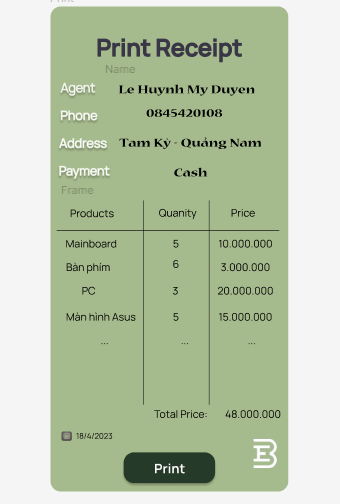 Print Receipt
Name
Agent Le Huynh My Duyen
Phone 0845420108
Address Tam Kỳ - Quảng Nam
Payment Cash
Frame
Products Quanity Price
Mainboard 5 10.000.000
Bàn phím 6 3.000.000
PC 3 20.000.000
Màn hình Asus 5 15.000.000
... ... ...
Total Price: 48.000.000
18/4/2023
Print